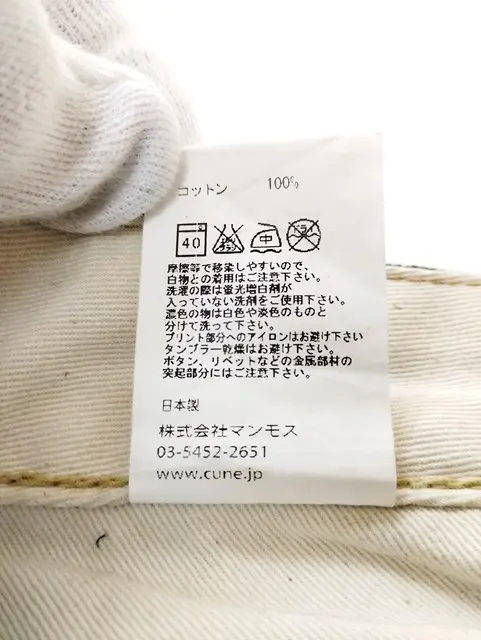 コットン 100%
40 中 ドライ
摩擦等で移染しやすいので、
白物との着用はご注意下さい。
洗濯の際は蛍光増白剤が
入っていない洗剤をご使用下さい。
濃色の物は白色や淡色のものと
分けて洗って下さい。
プリント部分へのアイロンはお避け下さい
タンブラー乾燥はお避け下さい。
ボタン、リベットなどの金属部材の
突起部分にはご注意下さい。
日本製
株式会社マンモス
03-5452-2651
www.cune.jp